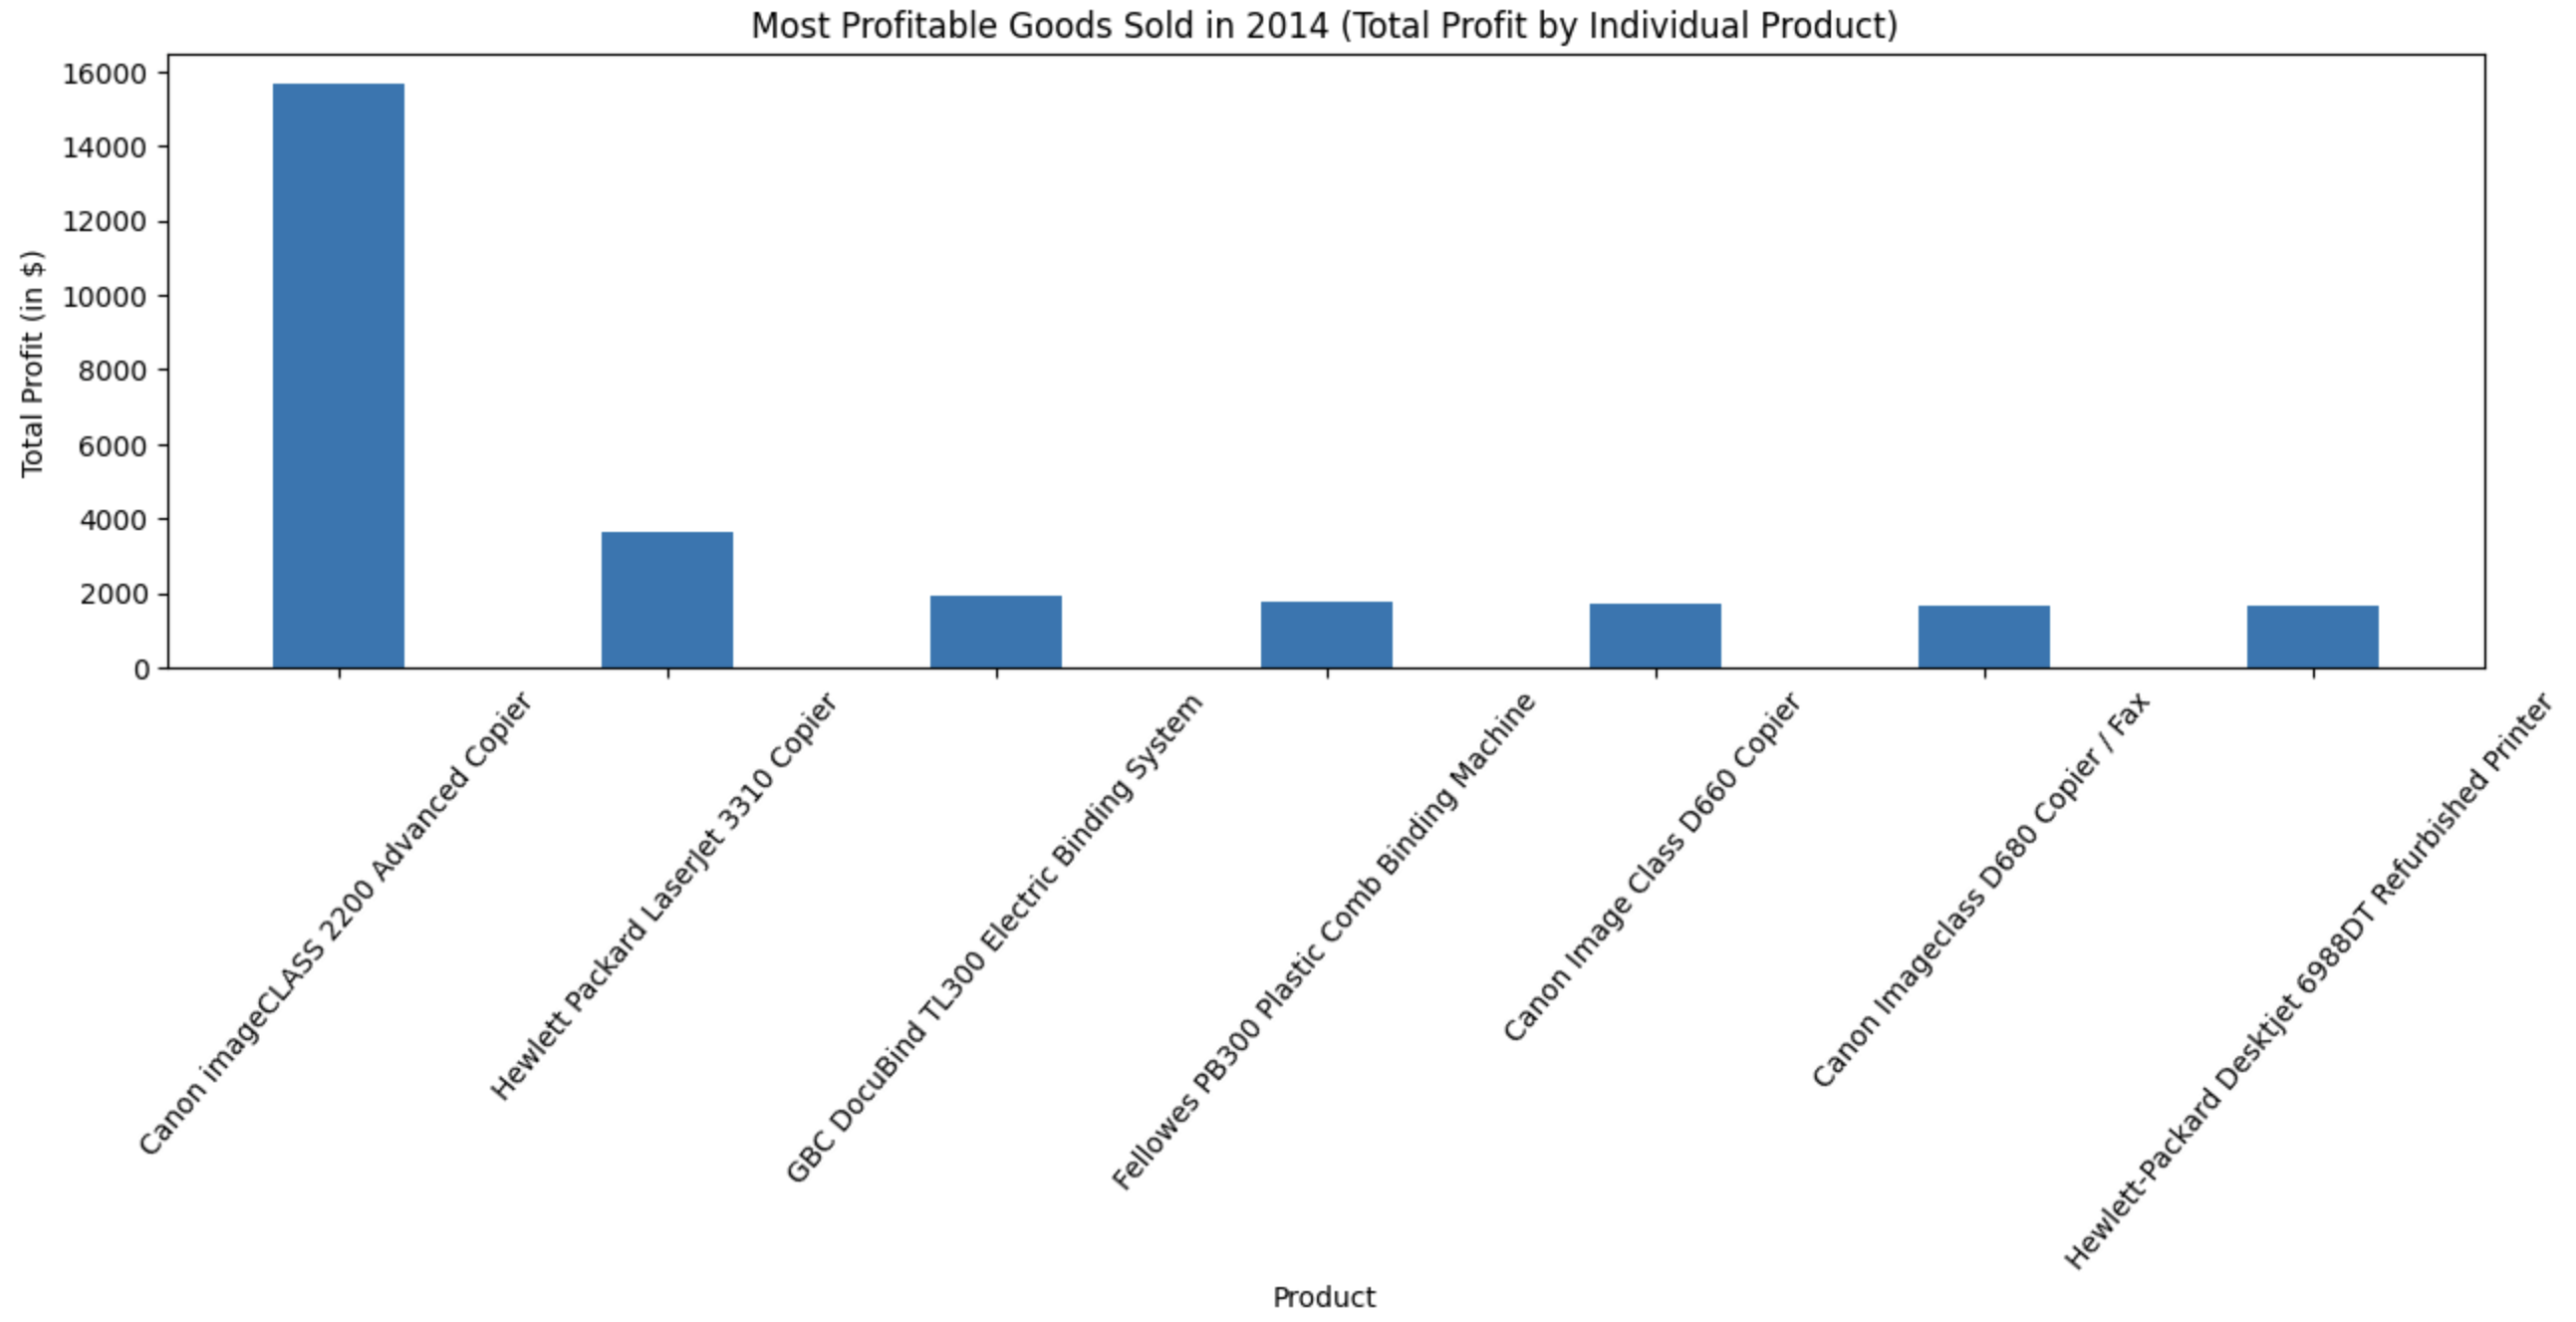 Most Profitable Goods Sold in 2014 (Total Profit by Individual Product)
Total Profit (in $)
16000
14000
12000
10000
8000
6000
4000
2000
0
Canon imageCLASS 2200 Advanced Copier
Hewlett Packard LaserJet 3310 Copier
GBC DocuBind TL300 Electric Binding System
Fellowes PB300 Plastic Comb Binding Machine
Canon Image Class D660 Copier
Canon Imageclass D680 Copier / Fax
Hewlett-Packard Desktjet 6988DT Refurbished Printer
Product